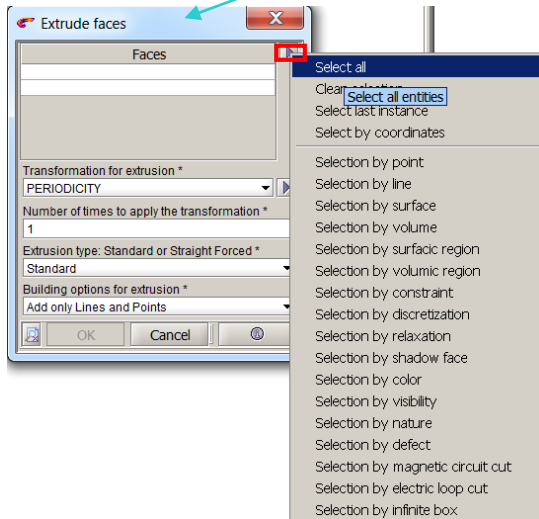 Extrude faces
Faces
Transformation for extrusion *
PERIODICITY
Number of times to apply the transformation *
1
Extrusion type: Standard or Straight Forced *
Standard
Building options for extrusion *
Add only Lines and Points
OK
Cancel
Select all
Clear selection
Select all entities
Select last instance
Select by coordinates
Selection by point
Selection by line
Selection by surface
Selection by volume
Selection by surfacic region
Selection by volumic region
Selection by constraint
Selection by discretization
Selection by relaxation
Selection by shadow face
Selection by color
Selection by visibility
Selection by nature
Selection by defect
Selection by magnetic circuit cut
Selection by electric loop cut
Selection by infinite box